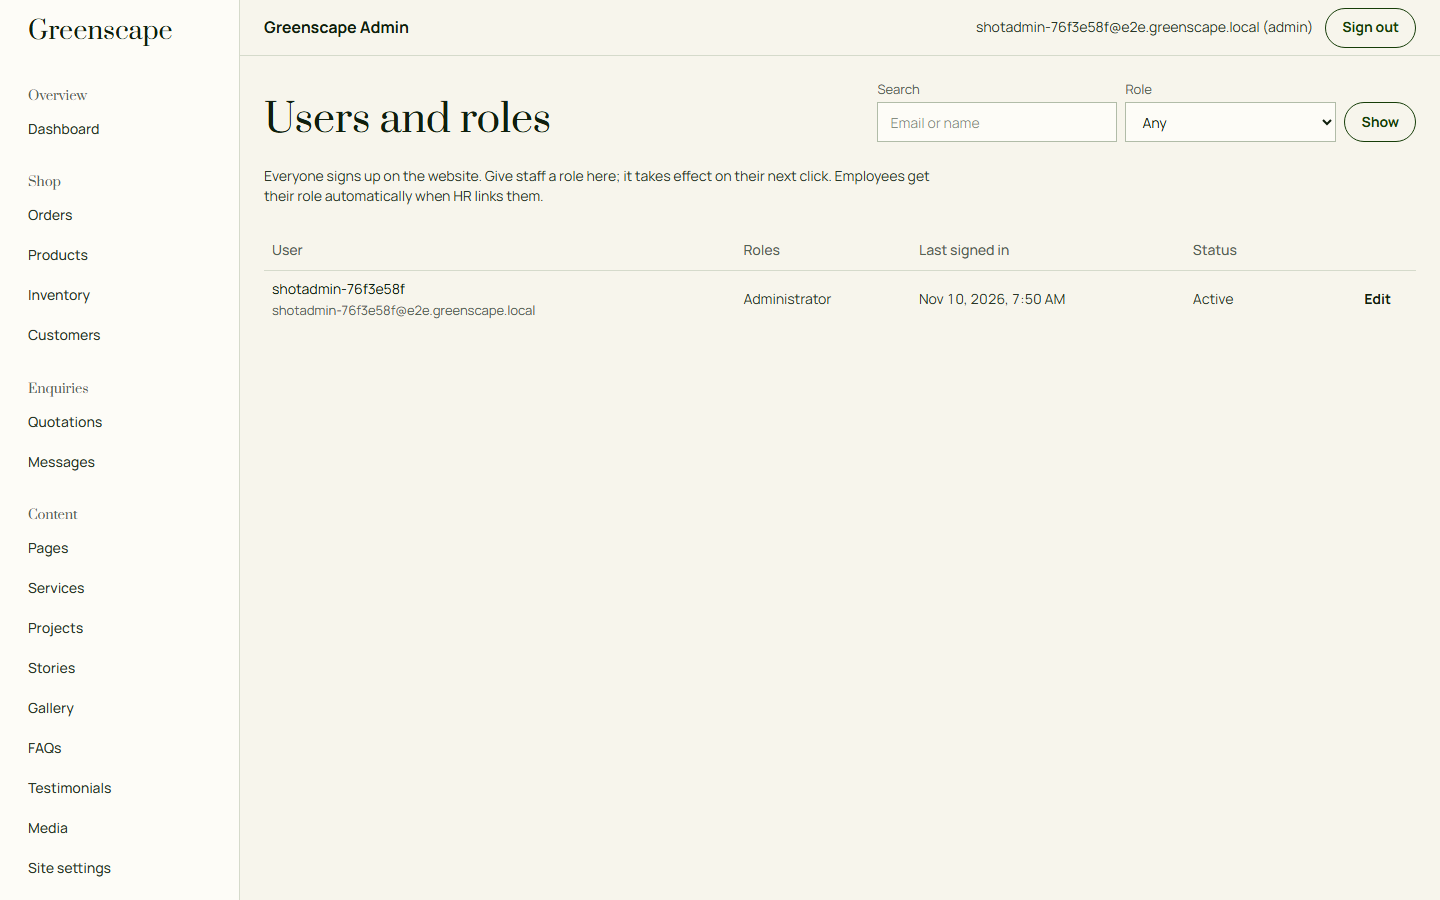 Greenscape
Overview
Dashboard
Shop
Orders
Products
Inventory
Customers
Enquiries
Quotations
Messages
Content
Pages
Services
Projects
Stories
Gallery
FAQs
Testimonials
Media
Site settings
Greenscape Admin
shotadmin-76f3e58f@e2e.greenscape.local (admin)
Sign out
Users and roles
Search
Email or name
Role
Any
Show
Everyone signs up on the website. Give staff a role here; it takes effect on their next click. Employees get
their role automatically when HR links them.
User Roles Last signed in Status
shotadmin-76f3e58f
shotadmin-76f3e58f@e2e.greenscape.local
Administrator Nov 10, 2026, 7:50 AM Active Edit